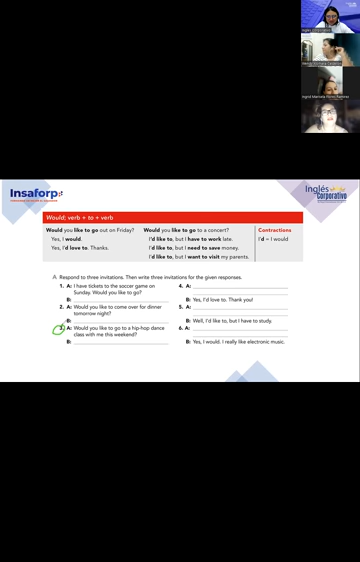 Insaforp
Inglés
Corporativo
Would; verb + to + verb
Would you like to go out on Friday?
Yes, I would.
Yes, I'd love to. Thanks.
Would you like to go to a concert?
I'd like to, but I have to work late.
I'd like to, but I need to save money.
I'd like to, but I want to visit my parents.
Contractions
I'd = I would
A Respond to three invitations. Then write three invitations for the given responses.
1. A: I have tickets to the soccer game on
Sunday. Would you like to go?
B:
2. A: Would you like to come over for dinner
tomorrow night?
B:
3. A: Would you like to go to a hip-hop dance
class with me this weekend?
B:
4. A:
B: Yes, I'd love to. Thank you!
5. A:
B: Well, I'd like to, but I have to study.
6. A:
B: Yes, I would. I really like electronic music.